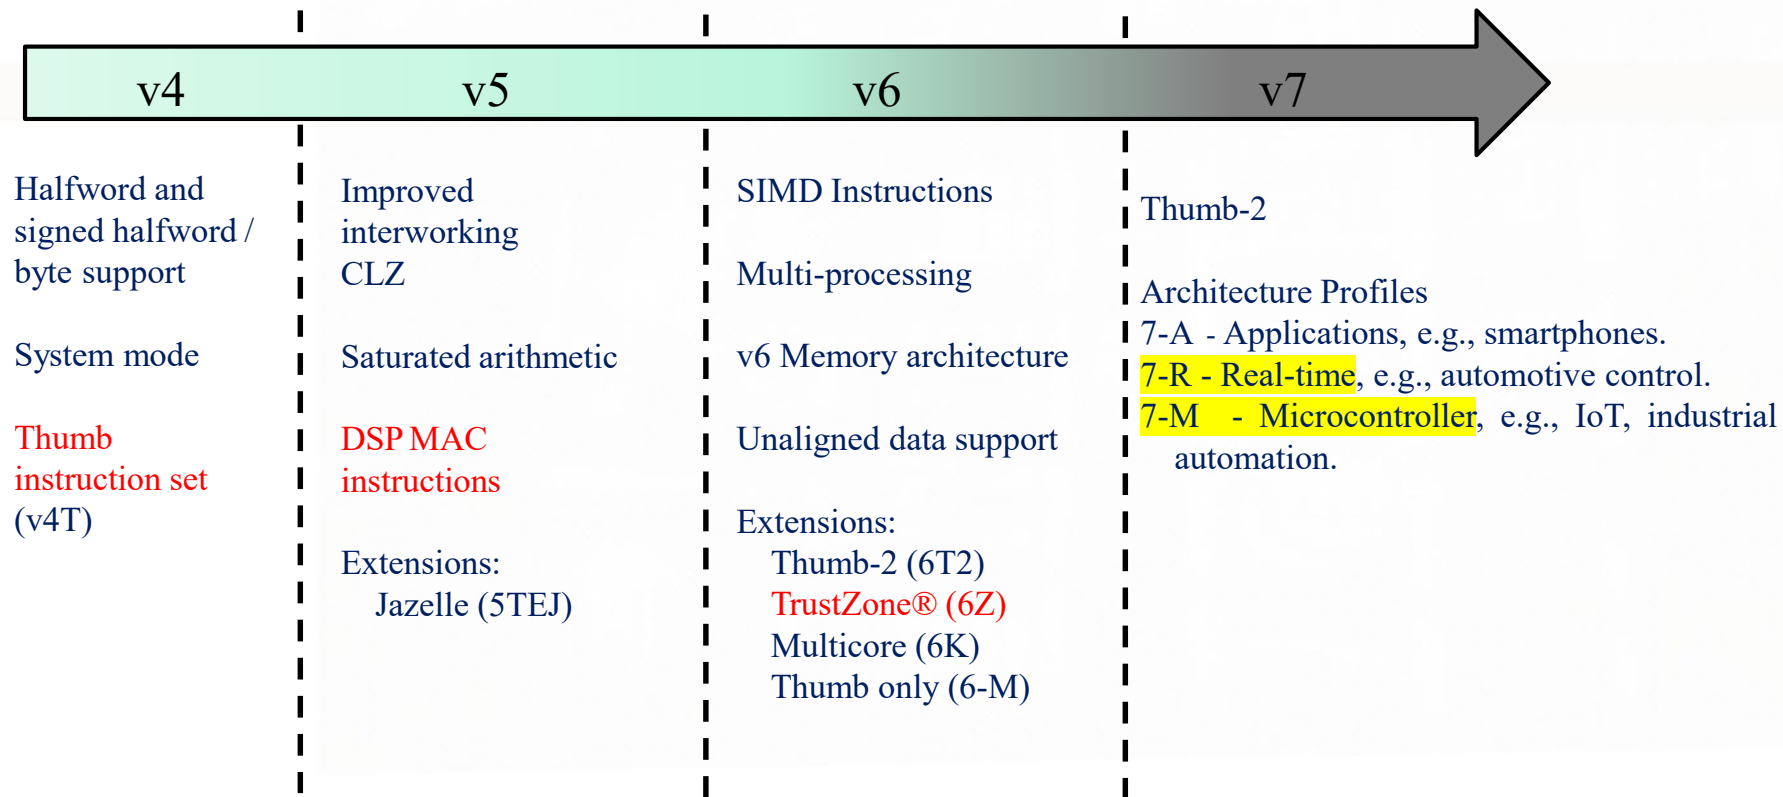 v4
v5
v6
v7
Halfword and
signed halfword /
byte support
System mode
Thumb
instruction set
(v4T)
Improved
interworking
CLZ
Saturated arithmetic
DSP MAC
instructions
Extensions:
Jazelle (5TEJ)
SIMD Instructions
Multi-processing
v6 Memory architecture
Unaligned data support
Extensions:
Thumb-2 (6T2)
TrustZone® (6Z)
Multicore (6K)
Thumb only (6-M)
Thumb-2
Architecture Profiles
7-A - Applications, e.g., smartphones.
7-R - Real-time, e.g., automotive control.
7-M - Microcontroller, e.g., IoT, industrial
automation.